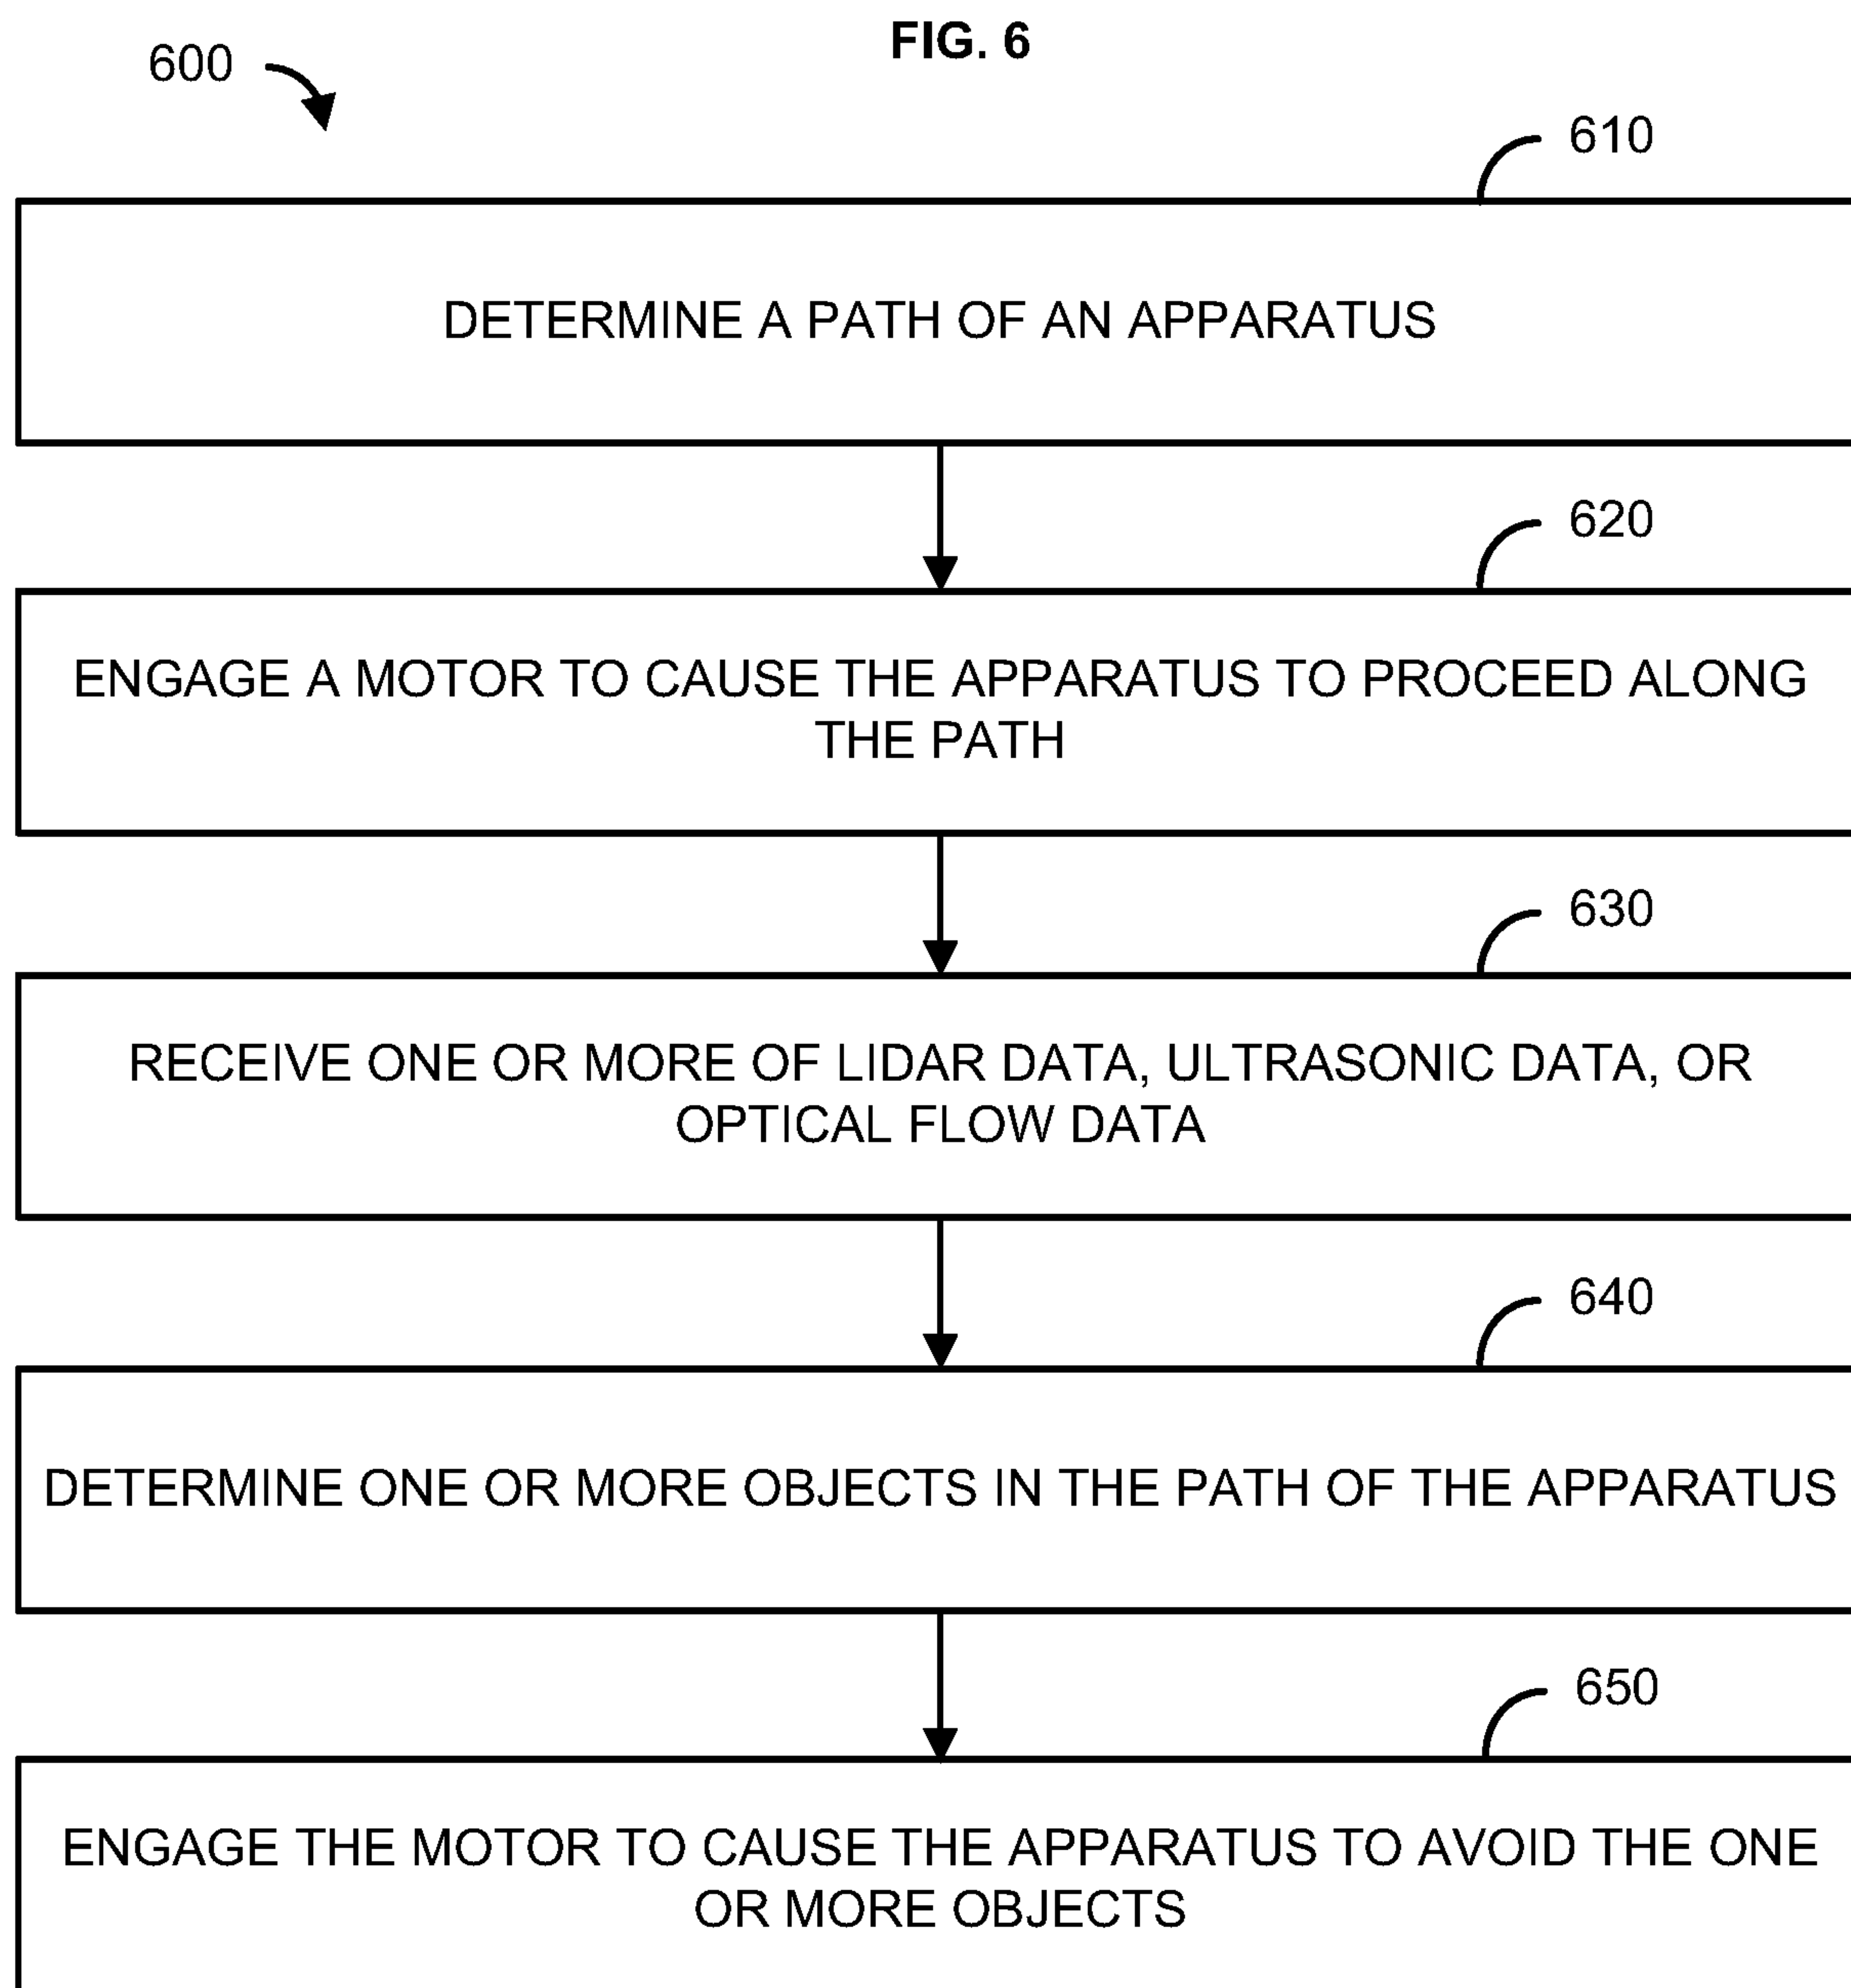 FIG. 6
600
610
DETERMINE A PATH OF AN APPARATUS
620
ENGAGE A MOTOR TO CAUSE THE APPARATUS TO PROCEED ALONG
THE PATH
630
RECEIVE ONE OR MORE OF LIDAR DATA, ULTRASONIC DATA, OR
OPTICAL FLOW DATA
640
DETERMINE ONE OR MORE OBJECTS IN THE PATH OF THE APPARATUS
650
ENGAGE THE MOTOR TO CAUSE THE APPARATUS TO AVOID THE ONE
OR MORE OBJECTS